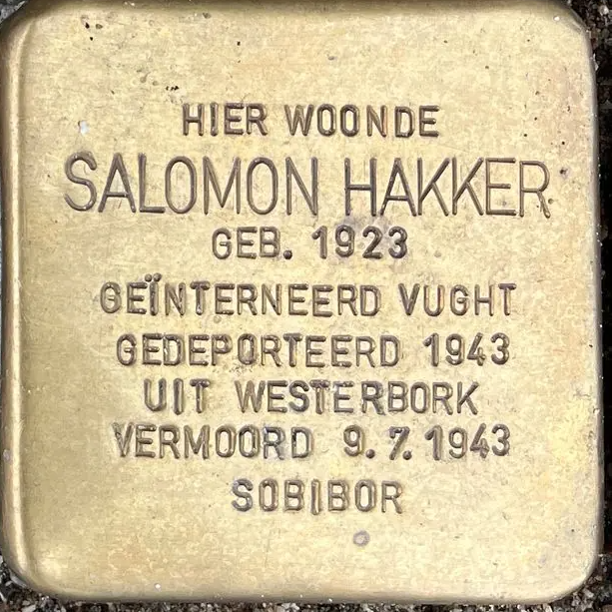 HIER WOONDE
SALOMON HAKKER
GEB. 1923
GEÏNTERNEERD VUGHT
GEDEPORTEERD 1943
UIT WESTERBORK
VERMOORD 9.7.1943
SOBIBOR